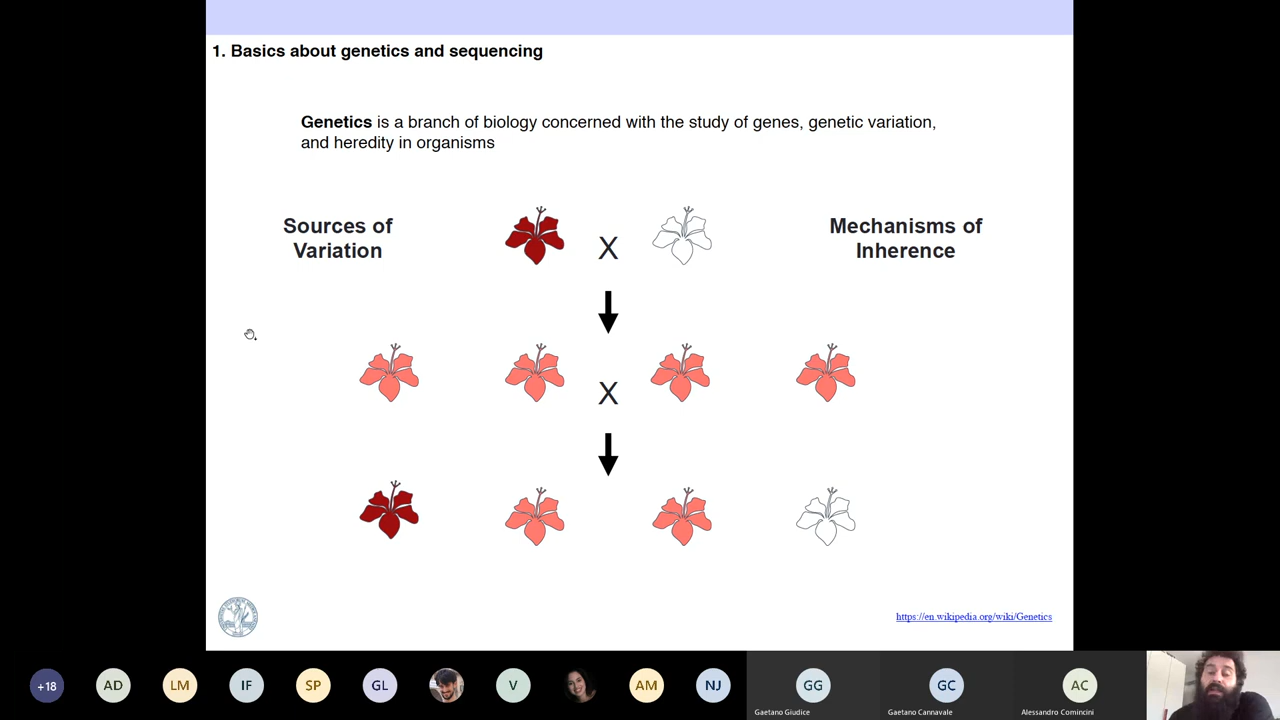 1. Basics about genetics and sequencing
Genetics is a branch of biology concerned with the study of genes, genetic variation,
and heredity in organisms
Sources of
Variation
X
Mechanisms of
Inherence
X
https://en.wikipedia.org/wiki/Genetics
+18
AD
LM
IF
SP
GL
V
AM
NJ
GG
GC
AC
Gaetano Giudice
Gaetano Cannavale
Alessandro Comincini